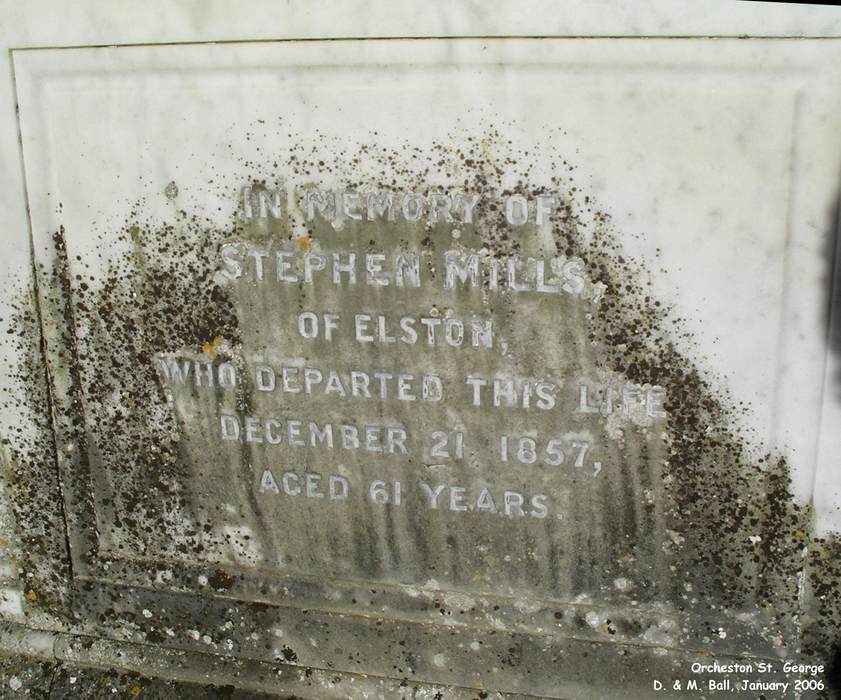 IN MEMORY OF
STEPHEN MILLS,
OF ELSTON,
WHO DEPARTED THIS LIFE
DECEMBER 21 1857,
AGED 61 YEARS.
Orcheston St. George
D. & M. Ball, January 2006